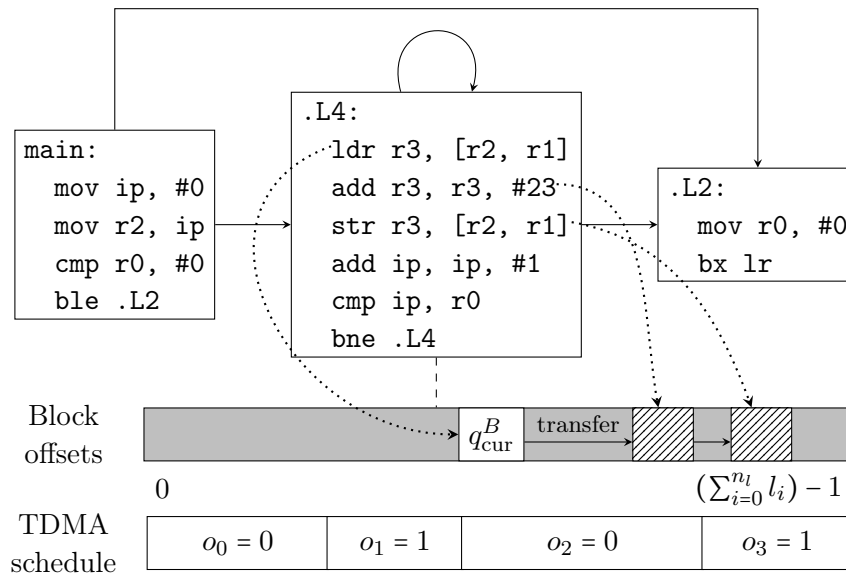 main:
mov ip, #0
mov r2, ip
cmp r0, #0
ble .L2
.L4:
ldr r3, [r2, r1]
add r3, r3, #23
str r3, [r2, r1]
add ip, ip, #1
cmp ip, r0
bne .L4
.L2:
mov r0, #0
bx lr
Block
offsets
q_cur^B
transfer
0
(∑_{i=0}^{n_l} l_i) − 1
TDMA
schedule
o_0 = 0
o_1 = 1
o_2 = 0
o_3 = 1